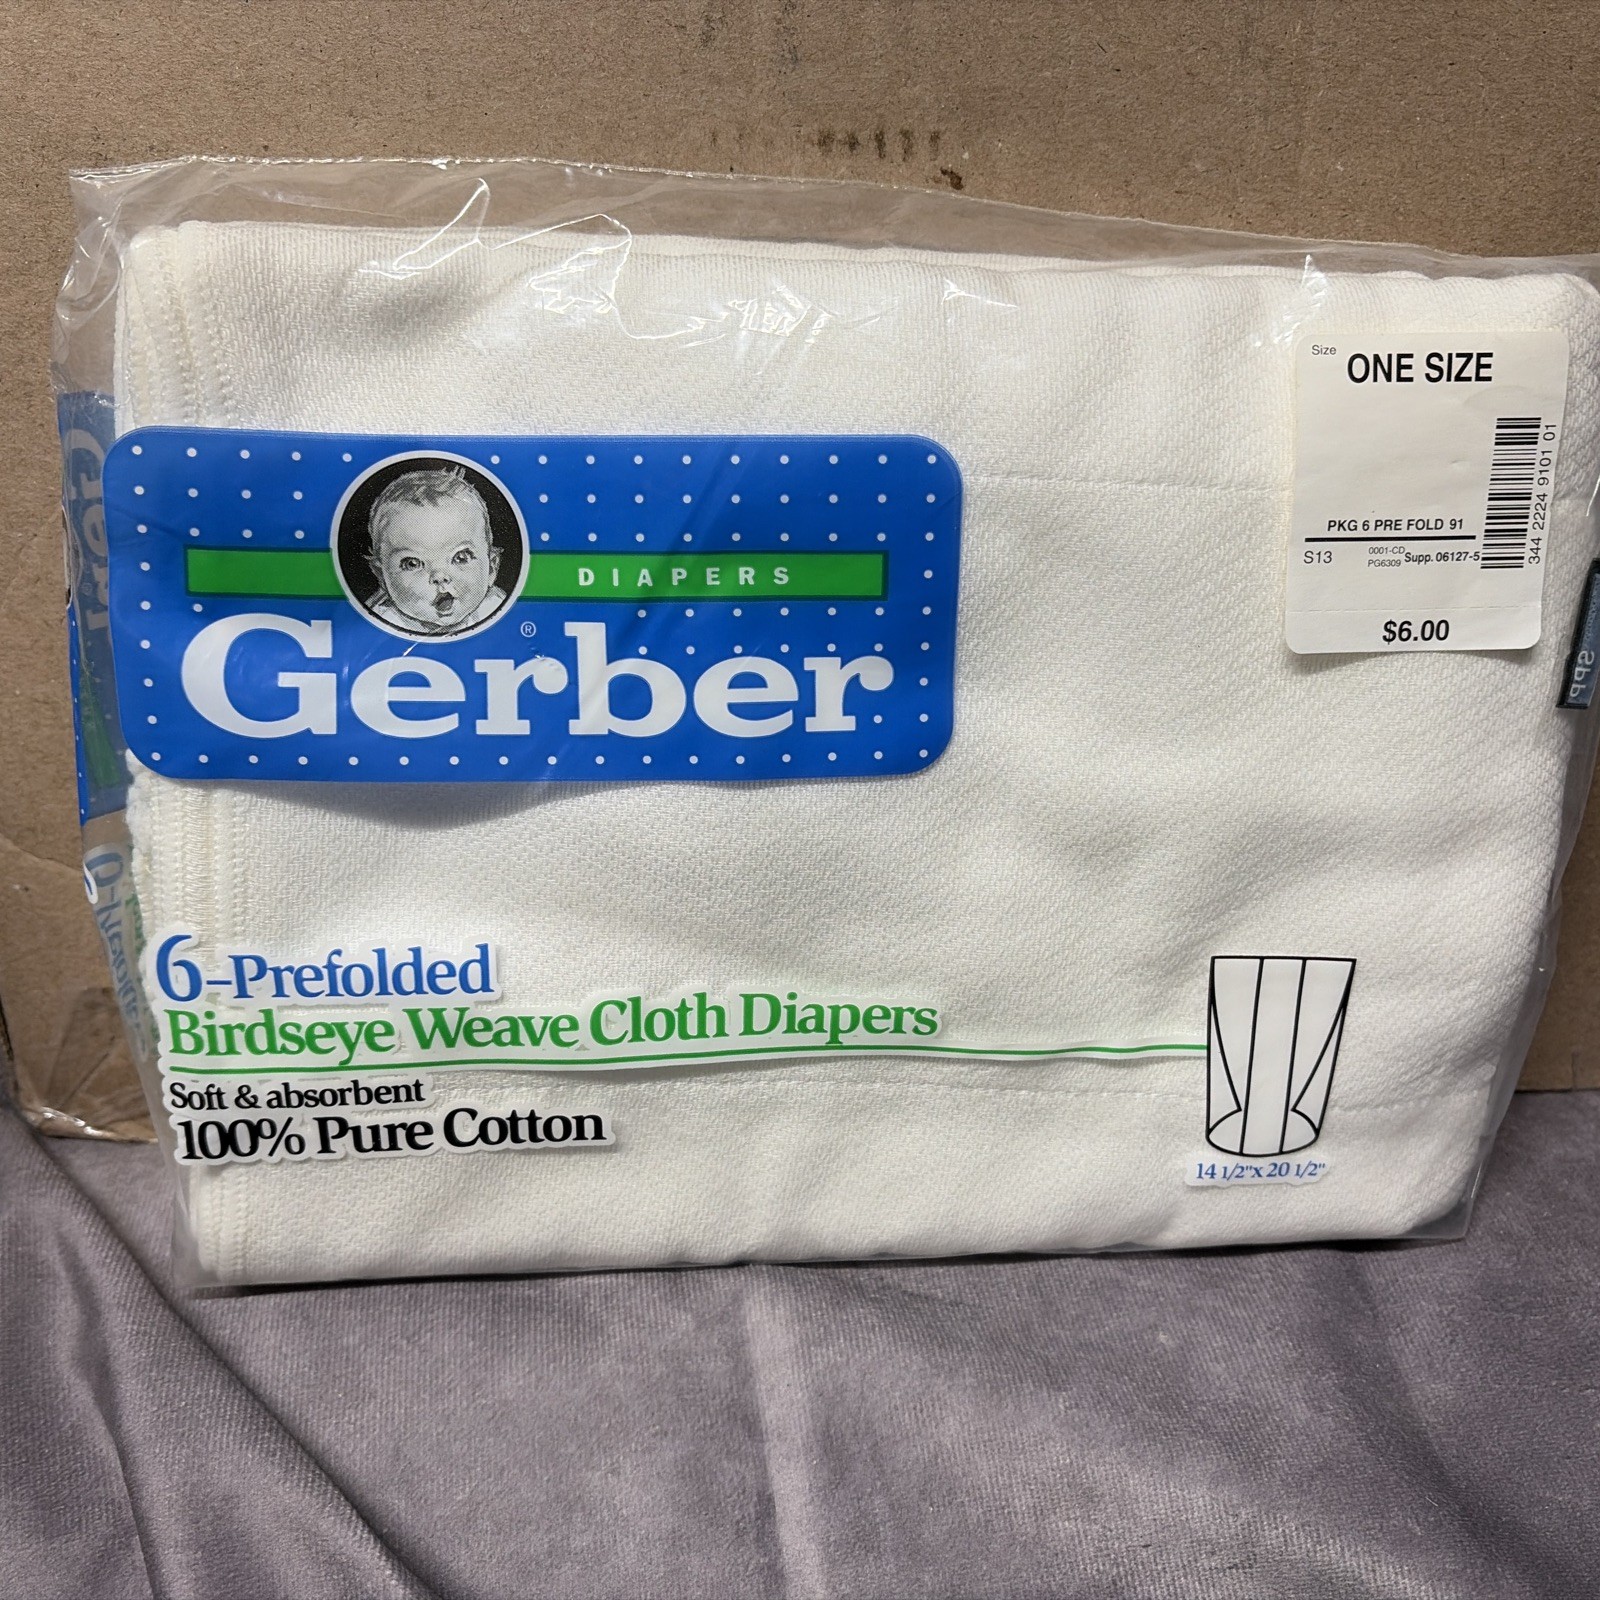 Size ONE SIZE
PKG 6 PRE FOLD 91
S13 0001-CD PG6309 Supp. 06127-5
344 2224 9101 01
$6.00
DIAPERS
Gerber®
6-Prefolded
Birdseye Weave Cloth Diapers
Soft & absorbent
100% Pure Cotton
14 1/2"x 20 1/2"